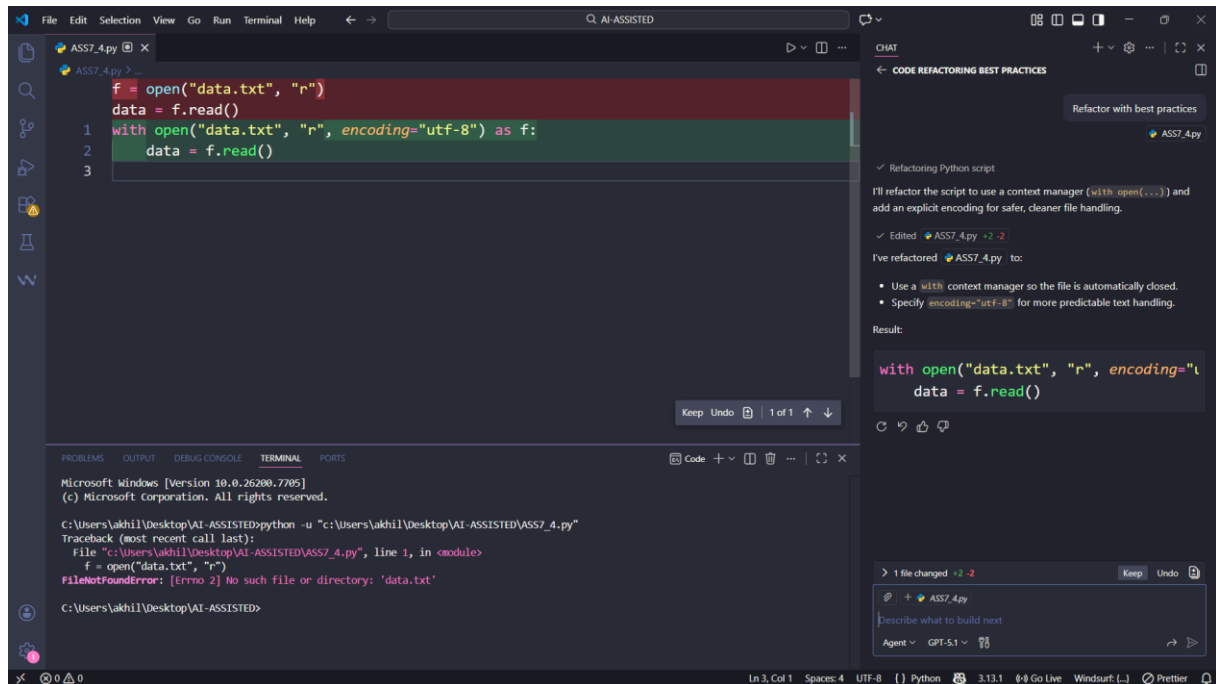 File Edit Selection View Go Run Terminal Help
AI-ASSISTED
ASS7_4.py
ASS7_4.py > ...
f = open("data.txt", "r")
data = f.read()
1 with open("data.txt", "r", encoding="utf-8") as f:
2 data = f.read()
3
Keep Undo 1 of 1
PROBLEMS OUTPUT DEBUG CONSOLE TERMINAL PORTS
Code
Microsoft Windows [Version 10.0.26200.7705]
(c) Microsoft Corporation. All rights reserved.
C:\Users\akhil\Desktop\AI-ASSISTED>python -u "c:\Users\akhil\Desktop\AI-ASSISTED\ASS7_4.py"
Traceback (most recent call last):
File "c:\Users\akhil\Desktop\AI-ASSISTED\ASS7_4.py", line 1, in <module>
f = open("data.txt", "r")
FileNotFoundError: [Errno 2] No such file or directory: 'data.txt'
C:\Users\akhil\Desktop\AI-ASSISTED>
CHAT
CODE REFACTORING BEST PRACTICES
Refactor with best practices
ASS7_4.py
Refactoring Python script
I'll refactor the script to use a context manager (with open(...)) and
add an explicit encoding for safer, cleaner file handling.
Edited ASS7_4.py +2 -2
I've refactored ASS7_4.py to:
• Use a with context manager so the file is automatically closed.
• Specify encoding="utf-8" for more predictable text handling.
Result:
with open("data.txt", "r", encoding="u
data = f.read()
1 file changed +2 -2
Keep Undo
+ ASS7_4.py
Describe what to build next
Agent GPT-5.1
1
0 0
Ln 3, Col 1 Spaces: 4 UTF-8 {} Python 3.13.1 Go Live Windsurf: {...} Prettier